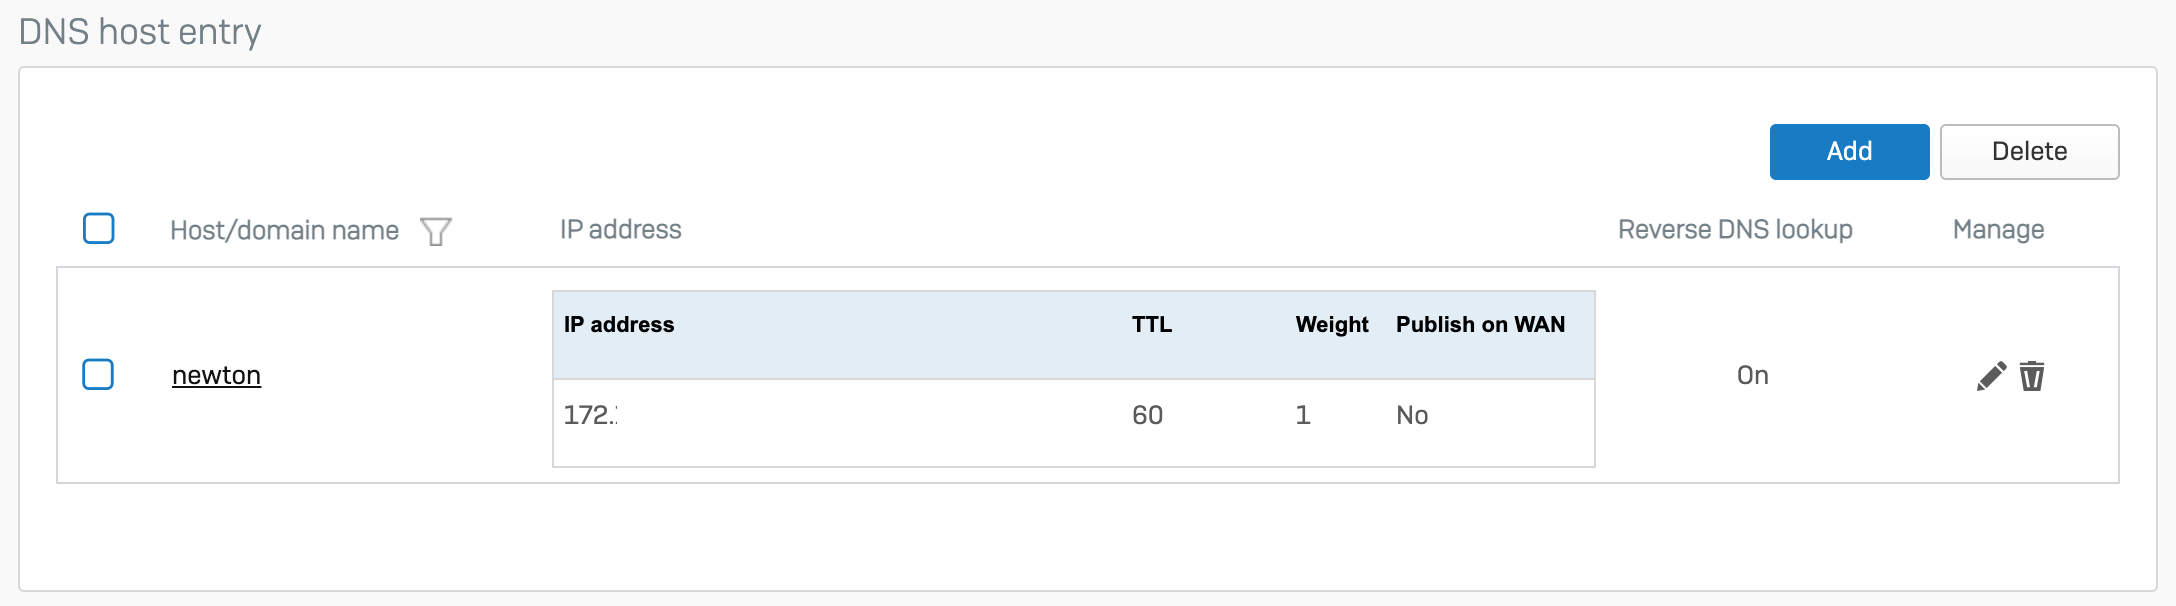 DNS host entry
Add Delete
Host/domain name IP address Reverse DNS lookup Manage
IP address TTL Weight Publish on WAN
newton On
172. 60 1 No